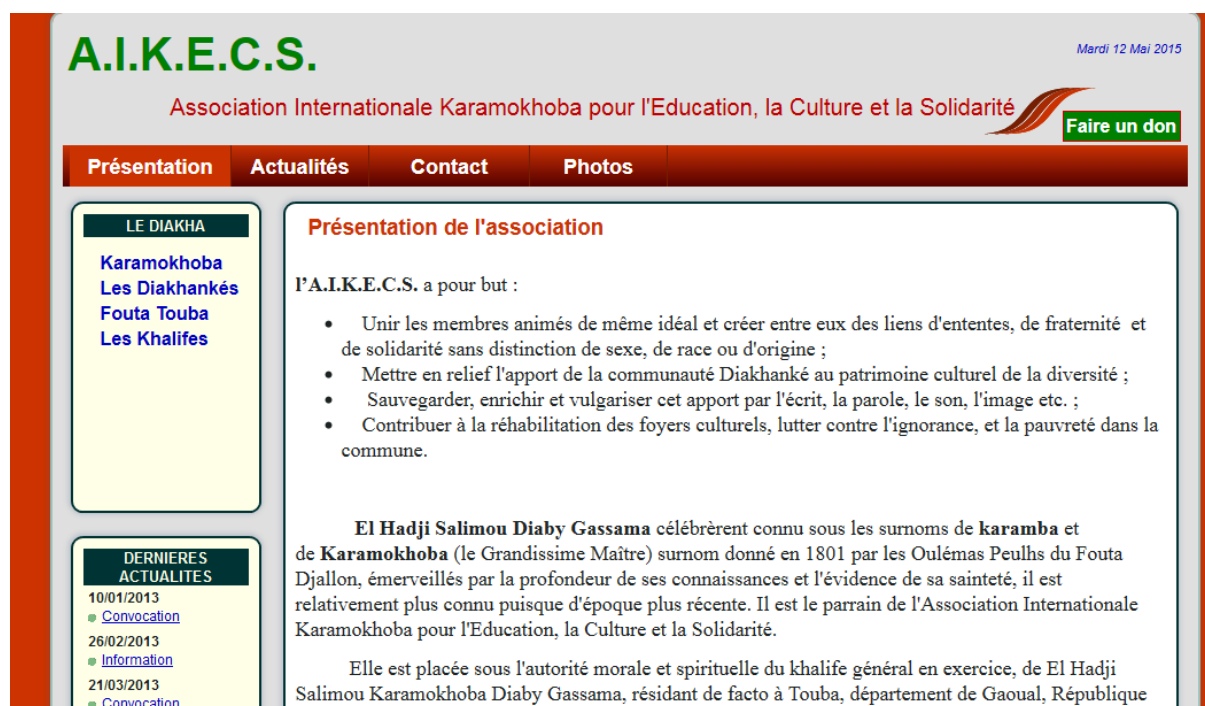 A.I.K.E.C.S.
Mardi 12 Mai 2015
Association Internationale Karamokhoba pour l'Education, la Culture et la Solidarité
Faire un don
Présentation Actualités Contact Photos
LE DIAKHA
Karamokhoba
Les Diakhankés
Fouta Touba
Les Khalifes
DERNIERES
ACTUALITES
10/01/2013
Convocation
26/02/2013
Information
21/03/2013
Convocation
Présentation de l'association
l'A.I.K.E.C.S. a pour but :
• Unir les membres animés de même idéal et créer entre eux des liens d'ententes, de fraternité et
de solidarité sans distinction de sexe, de race ou d'origine ;
• Mettre en relief l'apport de la communauté Diakhanké au patrimoine culturel de la diversité ;
• Sauvegarder, enrichir et vulgariser cet apport par l'écrit, la parole, le son, l'image etc. ;
• Contribuer à la réhabilitation des foyers culturels, lutter contre l'ignorance, et la pauvreté dans la
commune.
El Hadji Salimou Diaby Gassama célébrèrent connu sous les surnoms de karamba et
de Karamokhoba (le Grandissime Maître) surnom donné en 1801 par les Oulémas Peulhs du Fouta
Djallon, émerveillés par la profondeur de ses connaissances et l'évidence de sa sainteté, il est
relativement plus connu puisque d'époque plus récente. Il est le parrain de l'Association Internationale
Karamokhoba pour l'Education, la Culture et la Solidarité.
Elle est placée sous l'autorité morale et spirituelle du khalife général en exercice, de El Hadji
Salimou Karamokhoba Diaby Gassama, résidant de facto à Touba, département de Gaoual, République